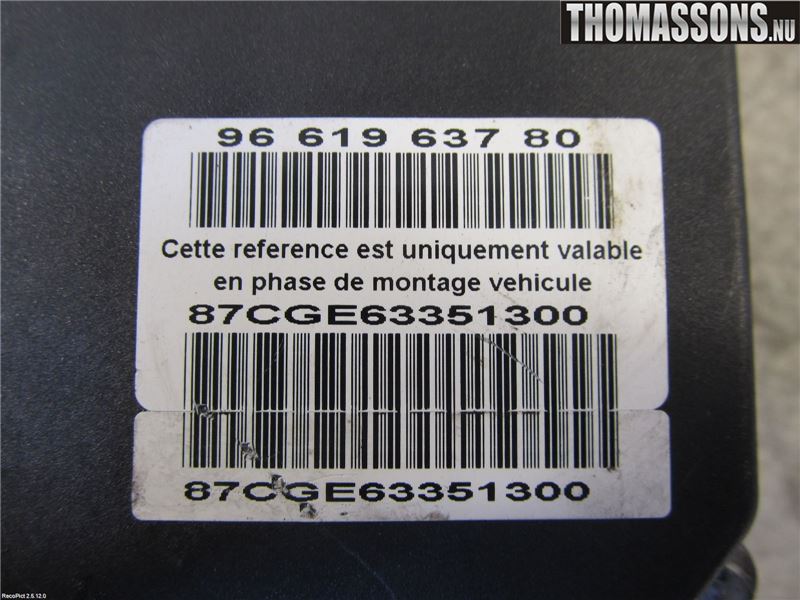 THOMASSONS.NU
96 619 637 80
Cette reference est uniquement valable
en phase de montage vehicule
87CGE63351300
87CGE63351300
RecoPict 2.5.12.0